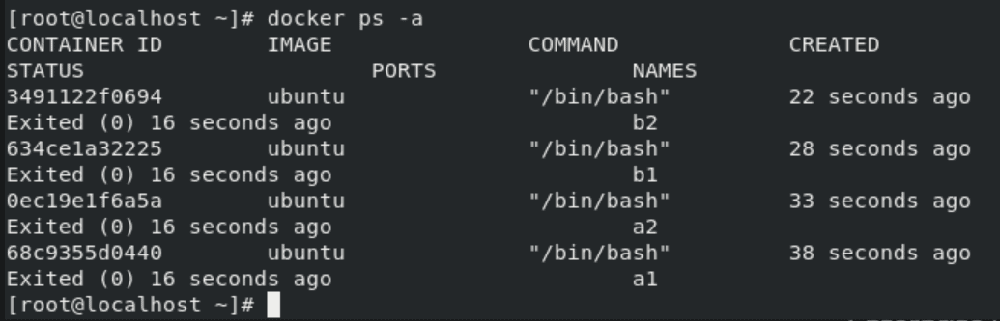 [root@localhost ~]# docker ps -a
CONTAINER ID        IMAGE               COMMAND             CREATED
STATUS                      PORTS               NAMES
3491122f0694        ubuntu              "/bin/bash"         22 seconds ago
Exited (0) 16 seconds ago                       b2
634ce1a32225        ubuntu              "/bin/bash"         28 seconds ago
Exited (0) 16 seconds ago                       b1
0ec19e1f6a5a        ubuntu              "/bin/bash"         33 seconds ago
Exited (0) 16 seconds ago                       a2
68c9355d0440        ubuntu              "/bin/bash"         38 seconds ago
Exited (0) 16 seconds ago                       a1
[root@localhost ~]#